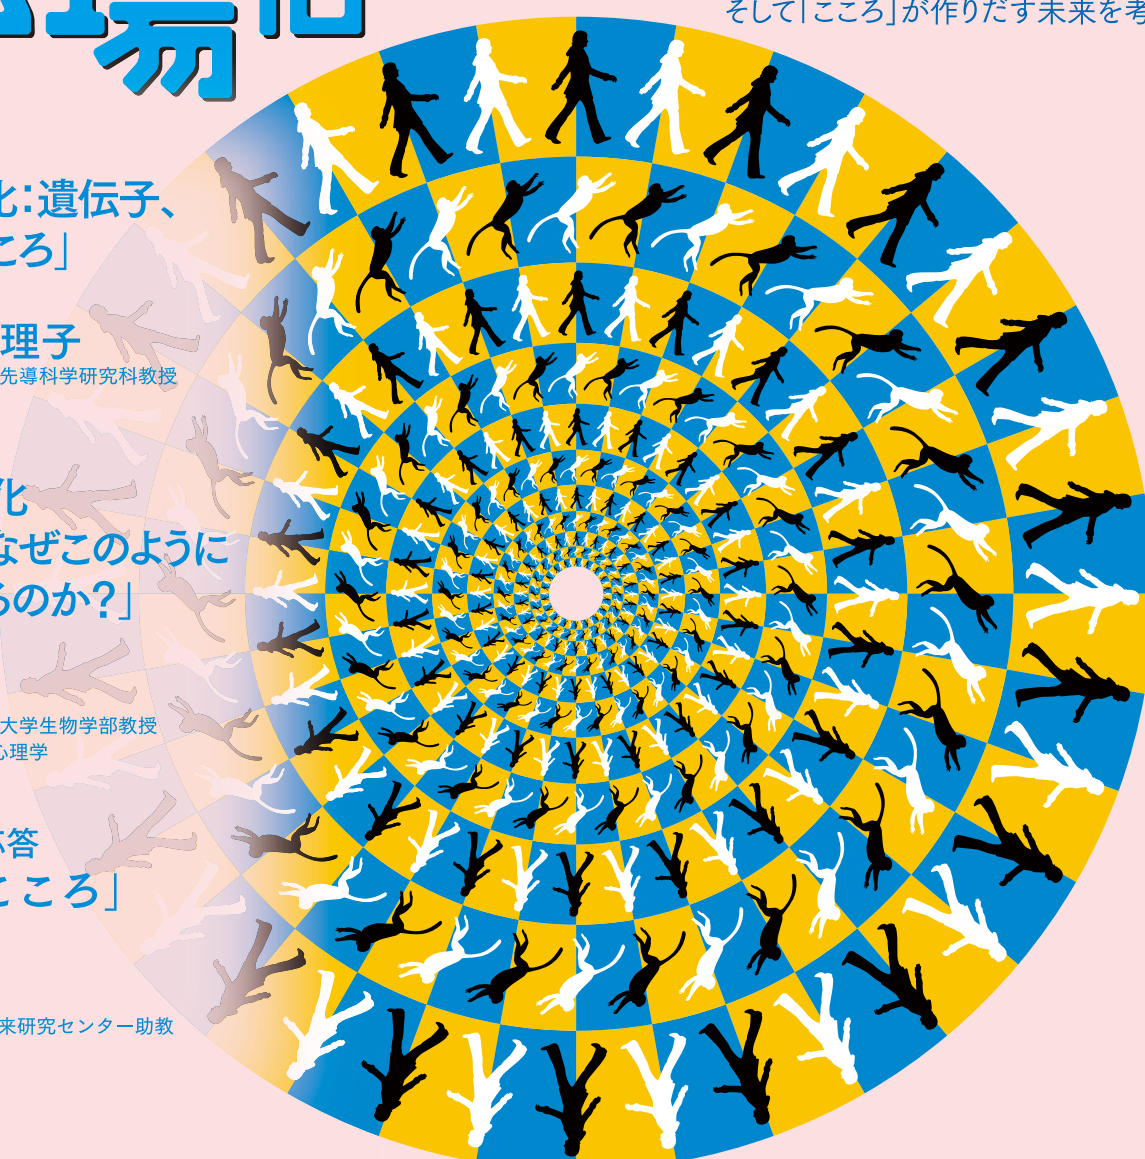 そして「こころ」が作りだす未来を考
場
化：遺伝子、
ころ」
理子
先導科学研究科教授
化
なぜこのように
るのか？」
大学生物学部教授
心理学
答
こころ」
来研究センター助教